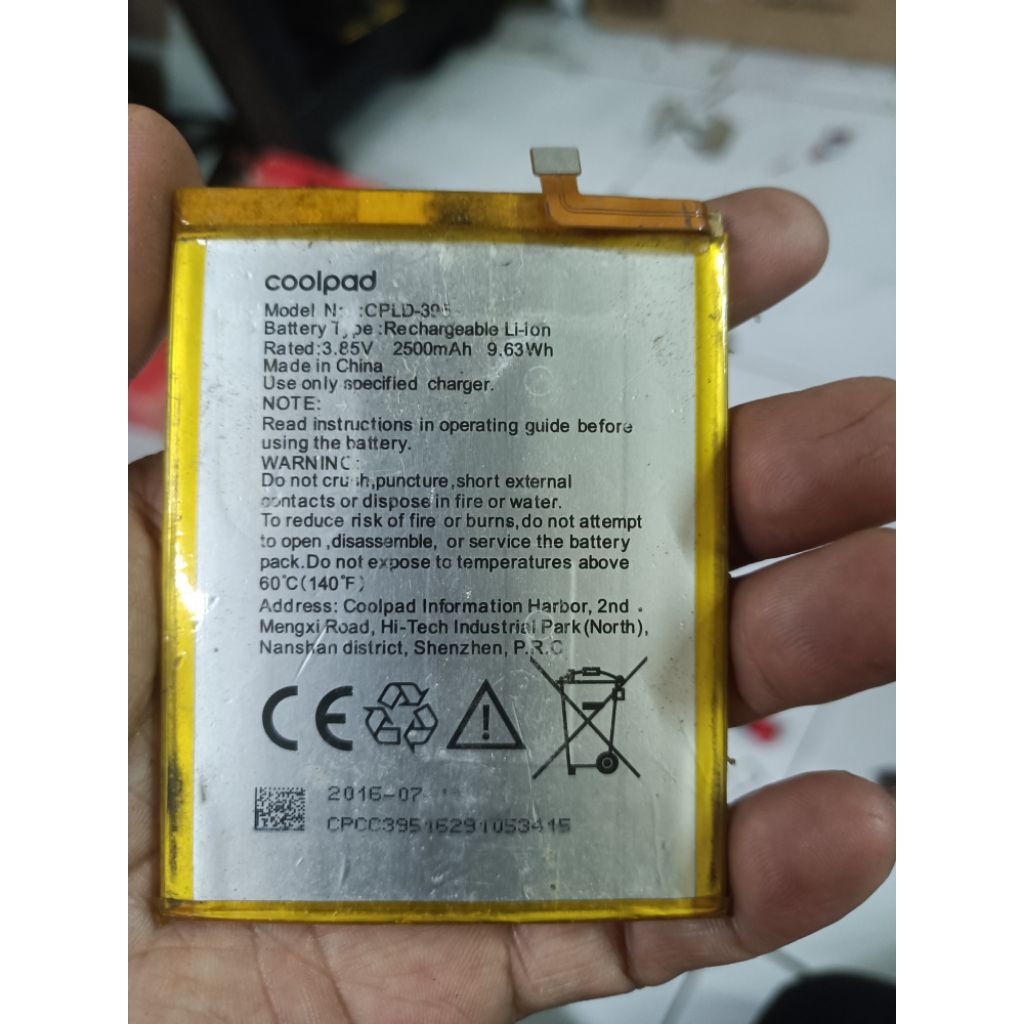 coolpad
Model N :CPLD-395
Battery Type :Rechargeable Li-ion
Rated:3.85V 2500mAh 9.63Wh
Made in China
Use only specified charger.
NOTE:
Read instructions in operating guide before
using the battery.
WARNING:
Do not crush,puncture,short external
contacts or dispose in fire or water.
To reduce risk of fire or burns,do not attempt
to open ,disassemble, or service the battery
pack.Do not expose to temperatures above
60°C(140°F)
Address: Coolpad Information Harbor, 2nd
Mengxi Road, Hi-Tech Industrial Park(North),
Nanshan district, Shenzhen, P.R.C
CE
2016-07
CPCC39516291053415